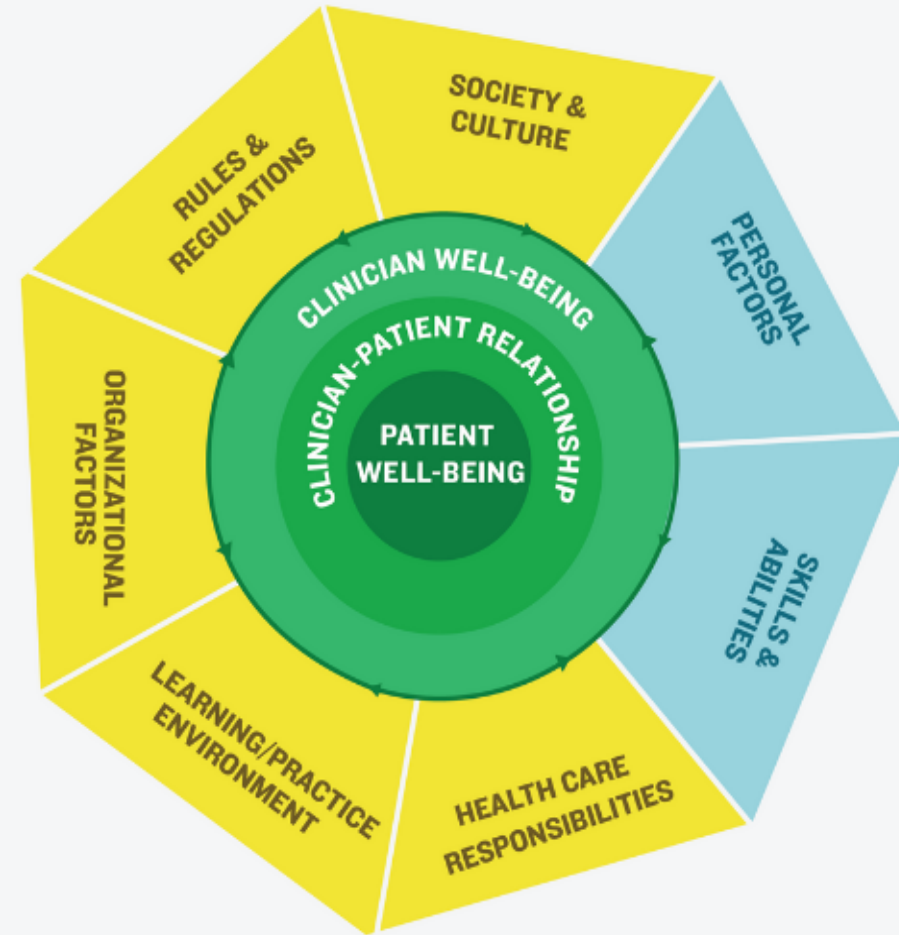 SOCIETY &
CULTURE
PERSONAL
FACTORS
SKILLS &
ABILITIES
HEALTH CARE
RESPONSIBILITIES
LEARNING/PRACTICE
ENVIRONMENT
ORGANIZATIONAL
FACTORS
RULES &
REGULATIONS
CLINICIAN WELL-BEING
CLINICIAN-PATIENT RELATIONSHIP
PATIENT
WELL-BEING